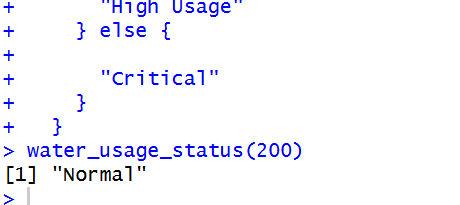 +       "High Usage"
+     } else {
+
+       "Critical"
+     }
+   }
> water_usage_status(200)
[1] "Normal"
>